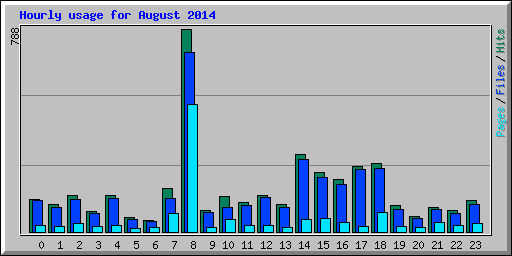 Hourly usage for August 2014
788
Pages / Files / Hits
0 1 2 3 4 5 6 7 8 9 10 11 12 13 14 15 16 17 18 19 20 21 22 23